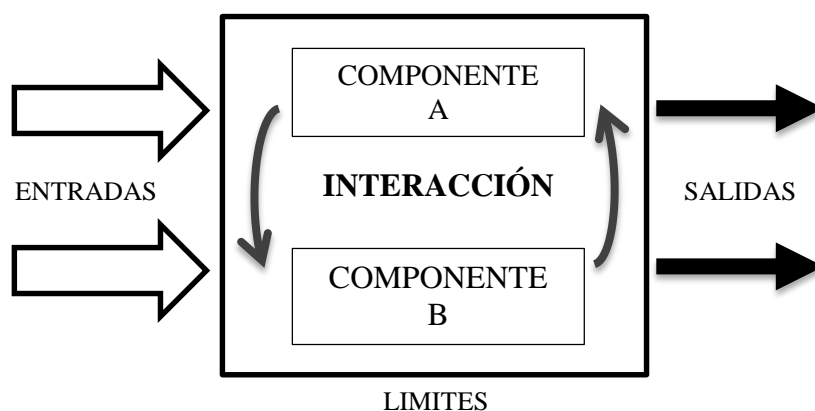 COMPONENTE
A
ENTRADAS
INTERACCIÓN
SALIDAS
COMPONENTE
B
LIMITES